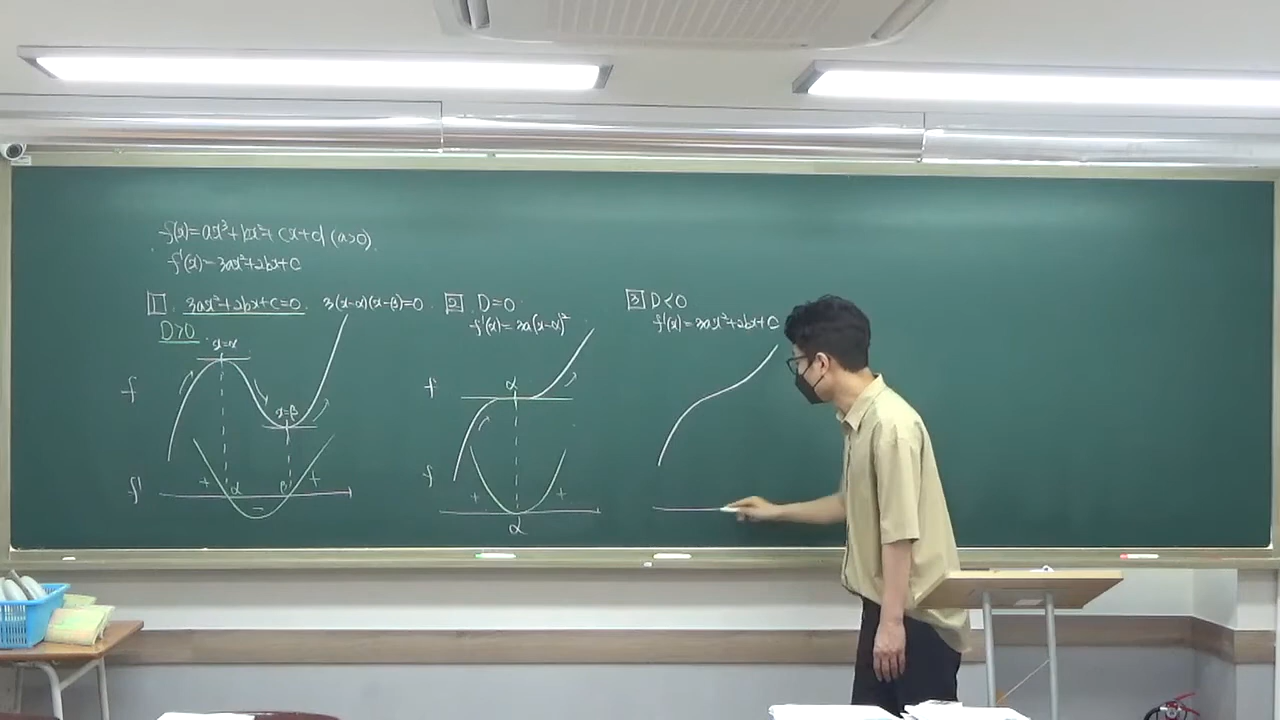 f(x)=ax³+bx²+cx+d (a>0).
f'(x)=3ax²+2bx+c
1. 3ax²+2bx+c=0. 3(x-α)(x-β)=0.
D>0
x=α
x=β
f
f'
+ α - β +
2. D=0
f'(x)=3a(x-α)²
α
f
f
+ +
α
3 D<0
f'(x)=3ax²+2bx+c